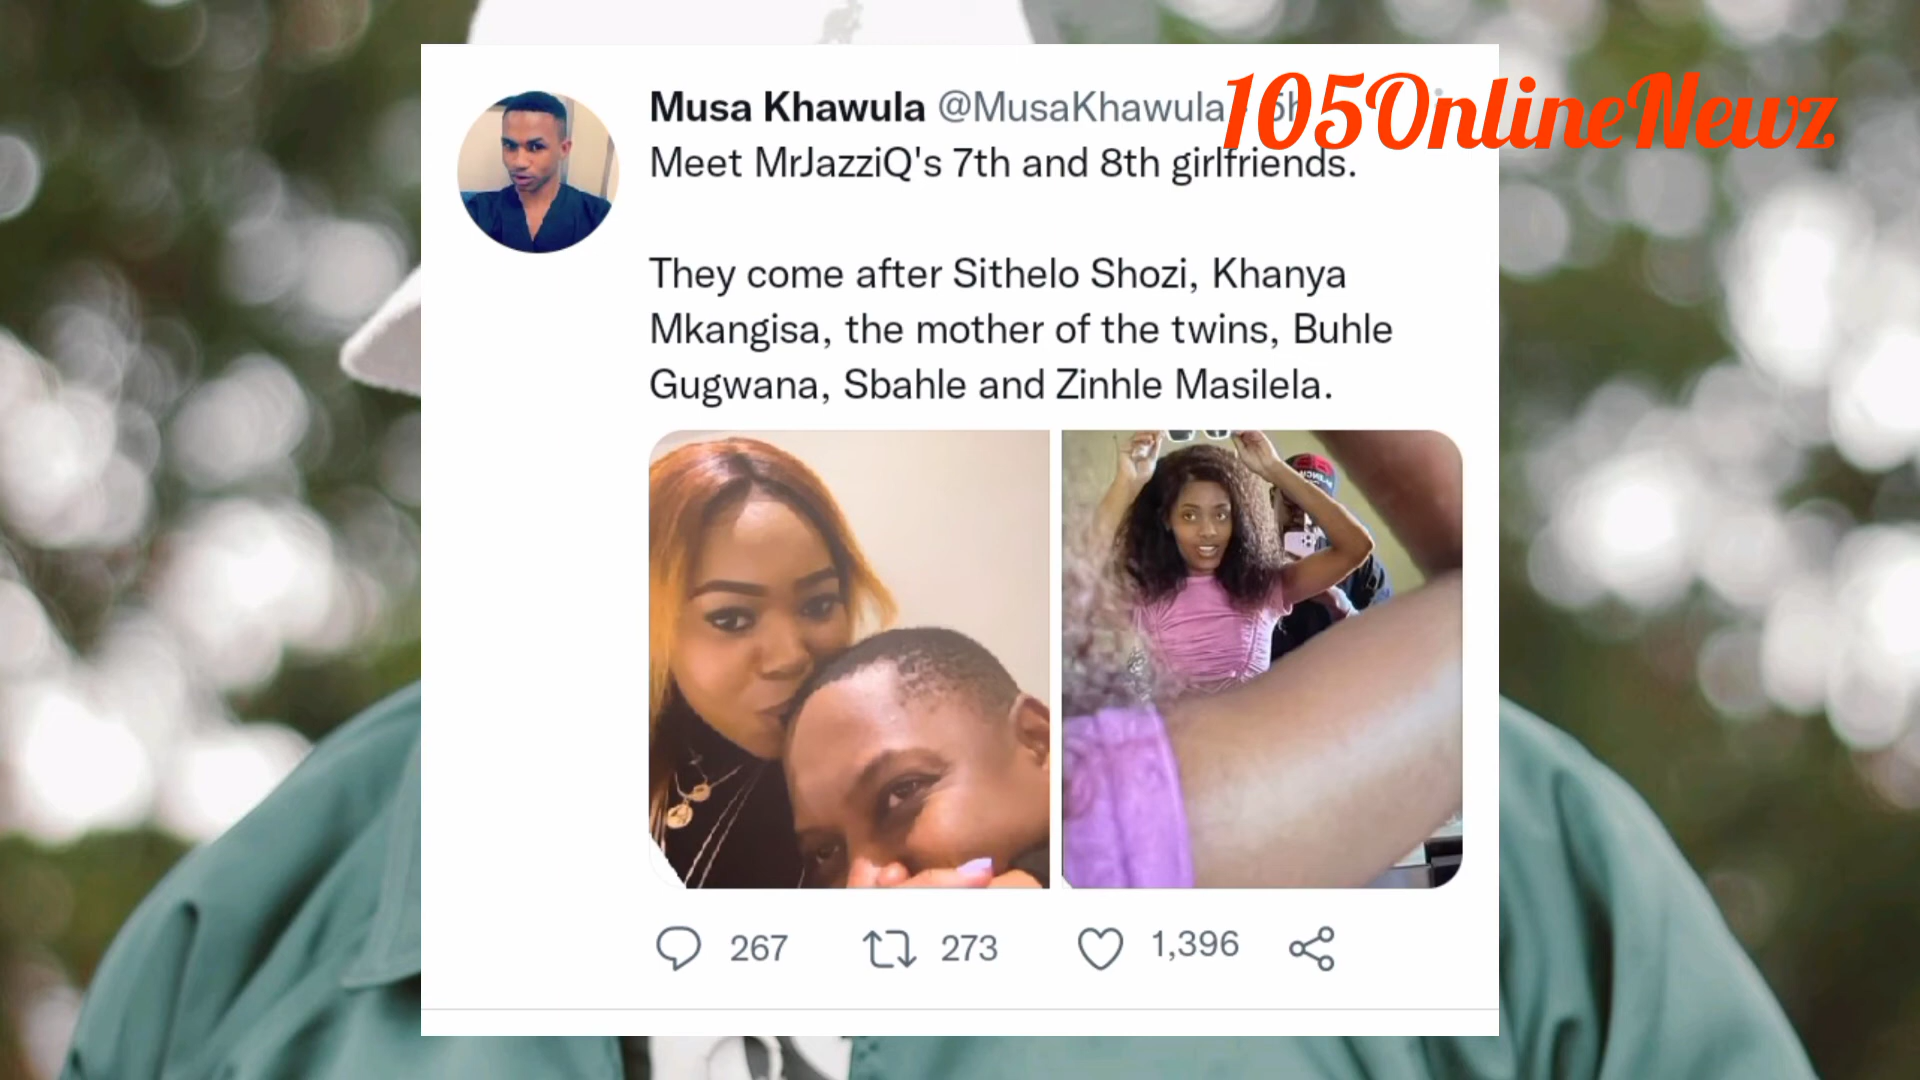 Musa Khawula @MusaKhawula
105OnlineNewz
Meet MrJazziQ's 7th and 8th girlfriends.
They come after Sithelo Shozi, Khanya
Mkangisa, the mother of the twins, Buhle
Gugwana, Sbahle and Zinhle Masilela.
267 273 1,396